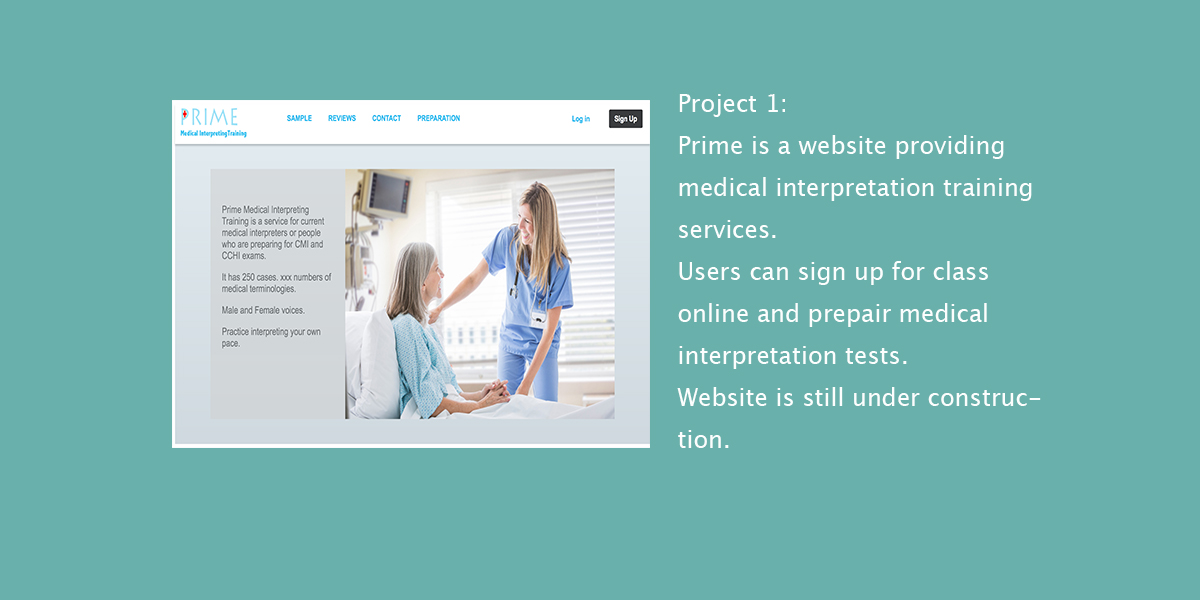 PRIME
Medical InterpretingTraining
SAMPLE
REVIEWS
CONTACT
PREPARATION
Log in
Sign Up
Prime Medical Interpreting
Training is a service for current
medical interpreters or people
who are preparing for CMI and
CCHI exams.
It has 250 cases. xxx numbers of
medical terminologies.
Male and Female voices.
Practice interpreting your own
pace.
Project 1:
Prime is a website providing
medical interpretation training
services.
Users can sign up for class
online and prepair medical
interpretation tests.
Website is still under construc-
tion.